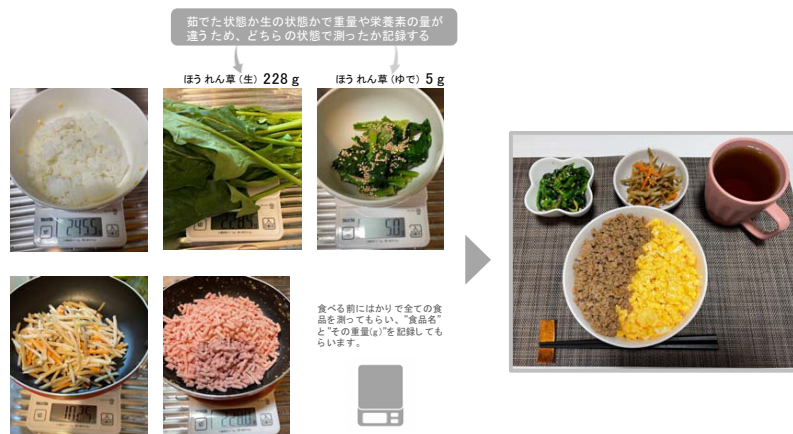 茹でた状態か生の状態かで重量や栄養素の量が
違うため、どちらの状態で測ったか記録する
ほうれん草(生) 228 g
ほうれん草(ゆで) 5 g
食べる前にはかりで全ての食
品を測ってもらい、"食品名"
と"その重量(g)"を記録しても
らいます。